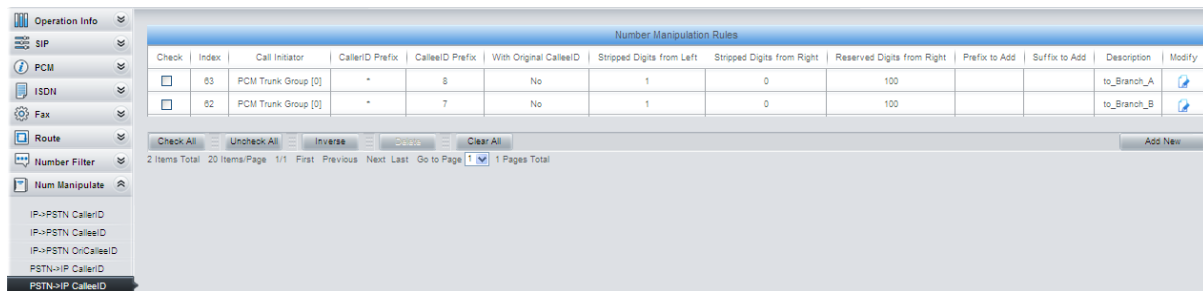 Operation Info
SIP
PCM
ISDN
Fax
Route
Number Filter
Num Manipulate
IP->PSTN CallerID
IP->PSTN CalleeID
IP->PSTN OriCalleeID
PSTN->IP CallerID
PSTN->IP CalleeID
Number Manipulation Rules
Check Index Call Initiator CallerID Prefix CalleeID Prefix With Original CalleeID Stripped Digits from Left Stripped Digits from Right Reserved Digits from Right Prefix to Add Suffix to Add Description Modify
63 PCM Trunk Group [0] * 8 No 1 0 100 to_Branch_A
62 PCM Trunk Group [0] * 7 No 1 0 100 to_Branch_B
Check All Uncheck All Inverse Delete Clear All Add New
2 Items Total 20 Items/Page 1/1 First Previous Next Last Go to Page 1 1 Pages Total